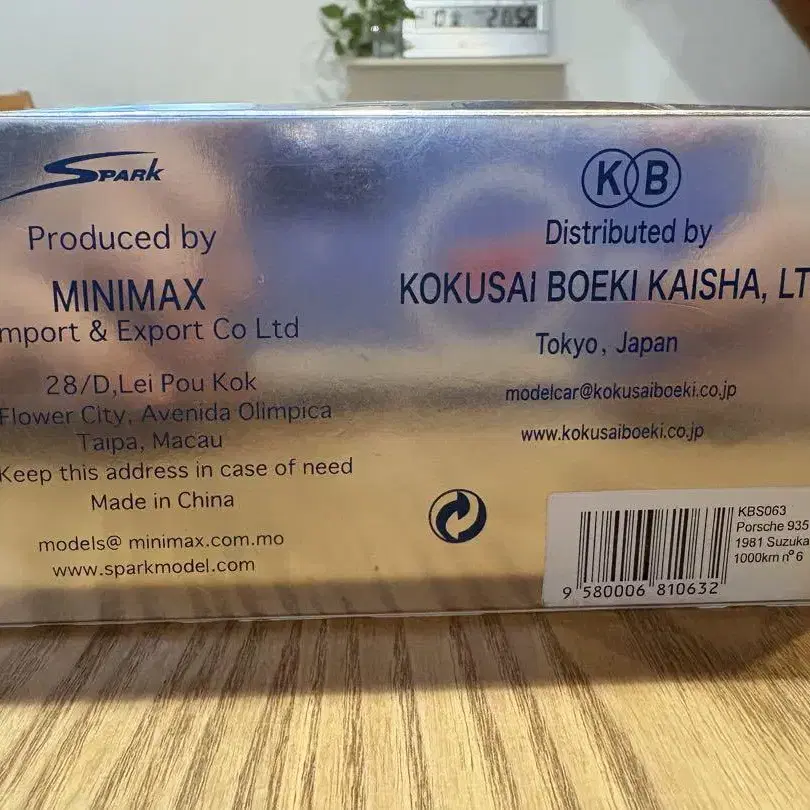 SPARK
Produced by
MINIMAX
mport & Export Co Ltd
28/D,Lei Pou Kok
Flower City, Avenida Olimpica
Taipa, Macau
Keep this address in case of need
Made in China
models@ minimax.com.mo
www.sparkmodel.com
KB
Distributed by
KOKUSAI BOEKI KAISHA, LT
Tokyo, Japan
modelcar@kokusaiboeki.co.jp
www.kokusaiboeki.co.jp
KBS063
Porsche 935
1981 Suzuka
1000km nº6
9 580006 810632